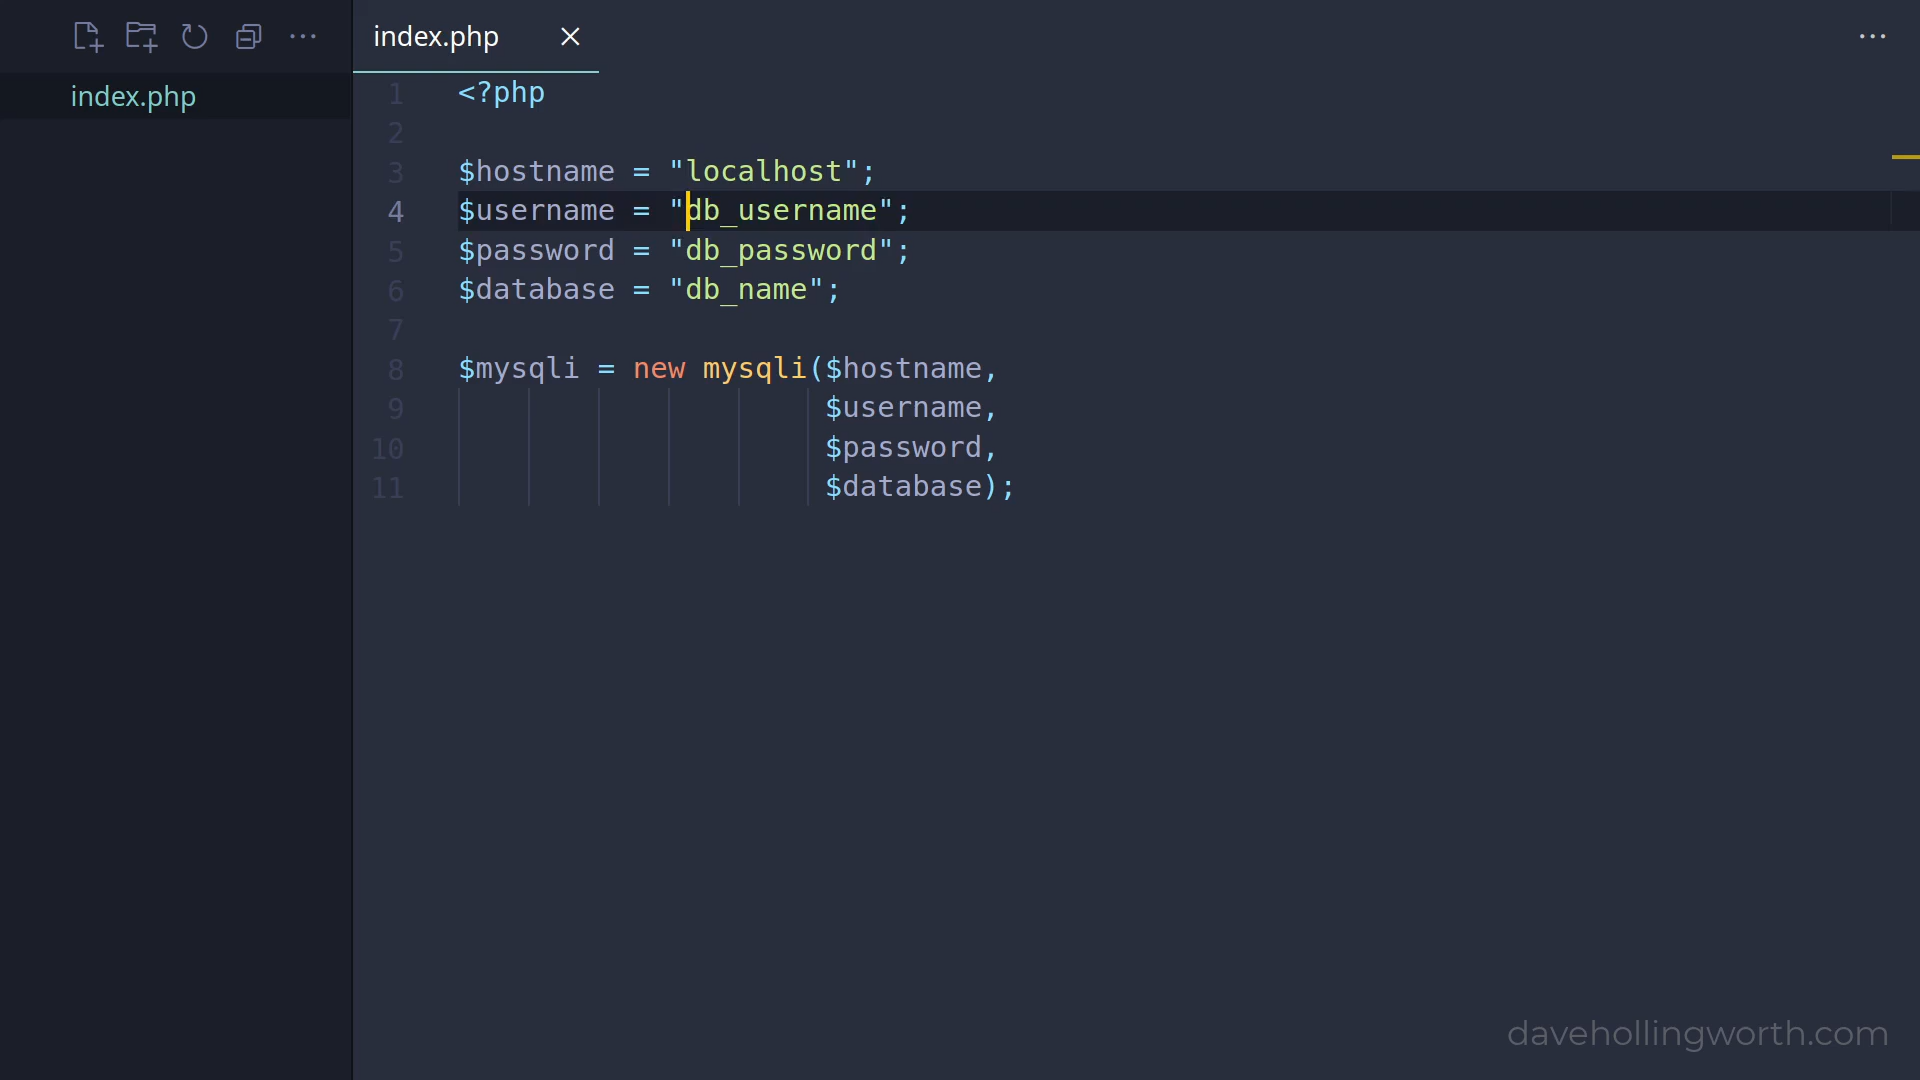 index.php
index.php
1 <?php
2
3 $hostname = "localhost";
4 $username = "db_username";
5 $password = "db_password";
6 $database = "db_name";
7
8 $mysqli = new mysqli($hostname,
9 $username,
10 $password,
11 $database);
davehollingworth.com